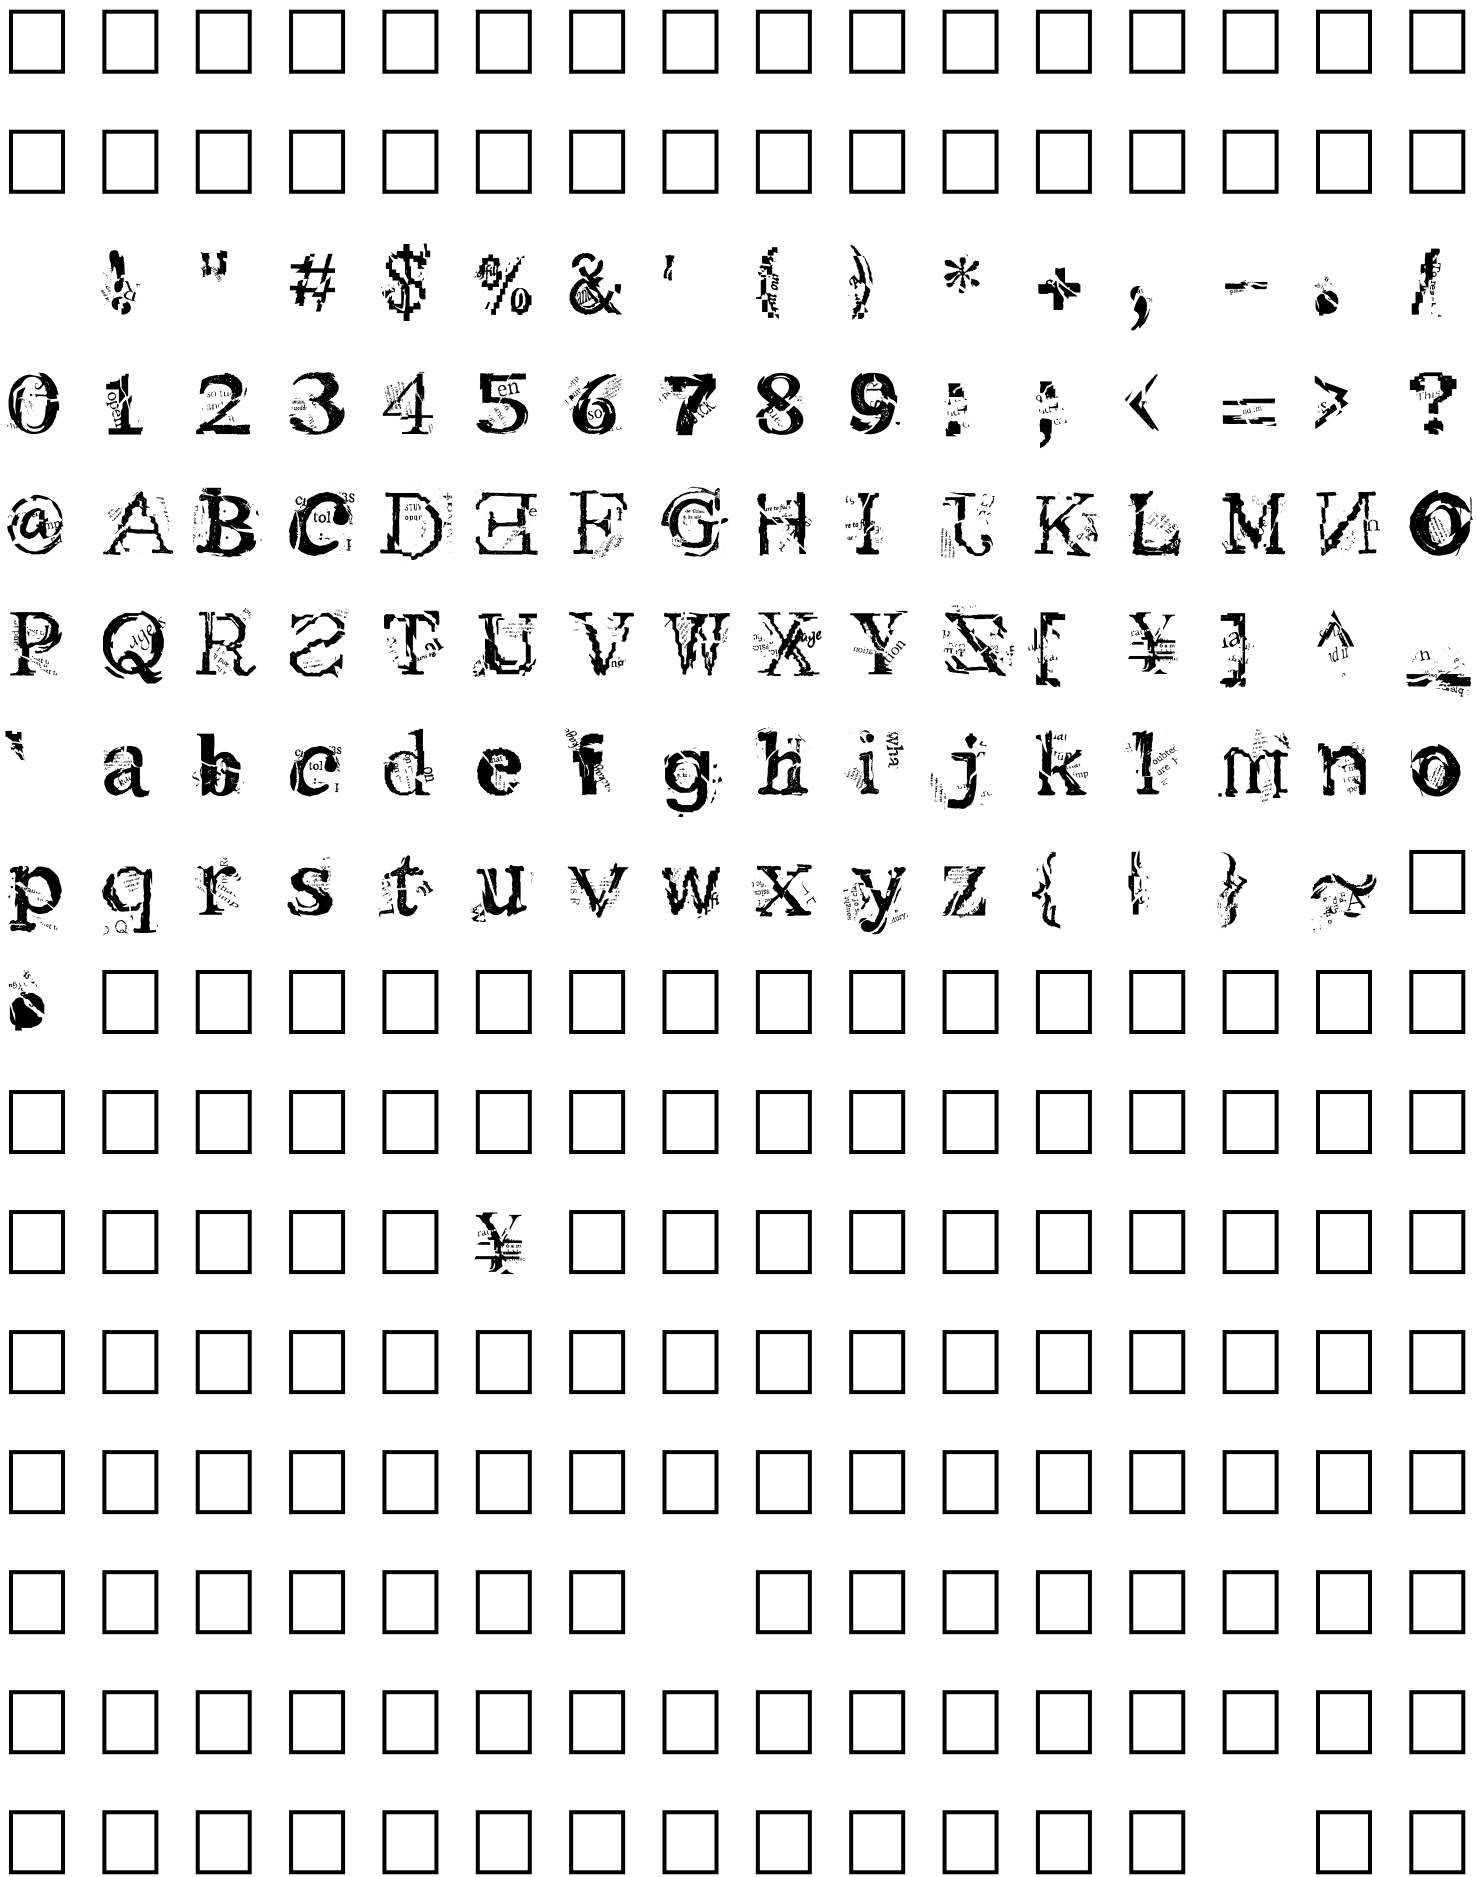 ! " # $ % & ' ( ) * + , - . /
0 1 2 3 4 5 6 7 8 9 : ; < = > ?
@ A B C D E F G H I J K L M N O
P Q R S T U V W X Y Z [ ¥ ] ^ _
` a b c d e f g h i j k l m n o
p q r s t u v w x y z { | } ~
.
¥